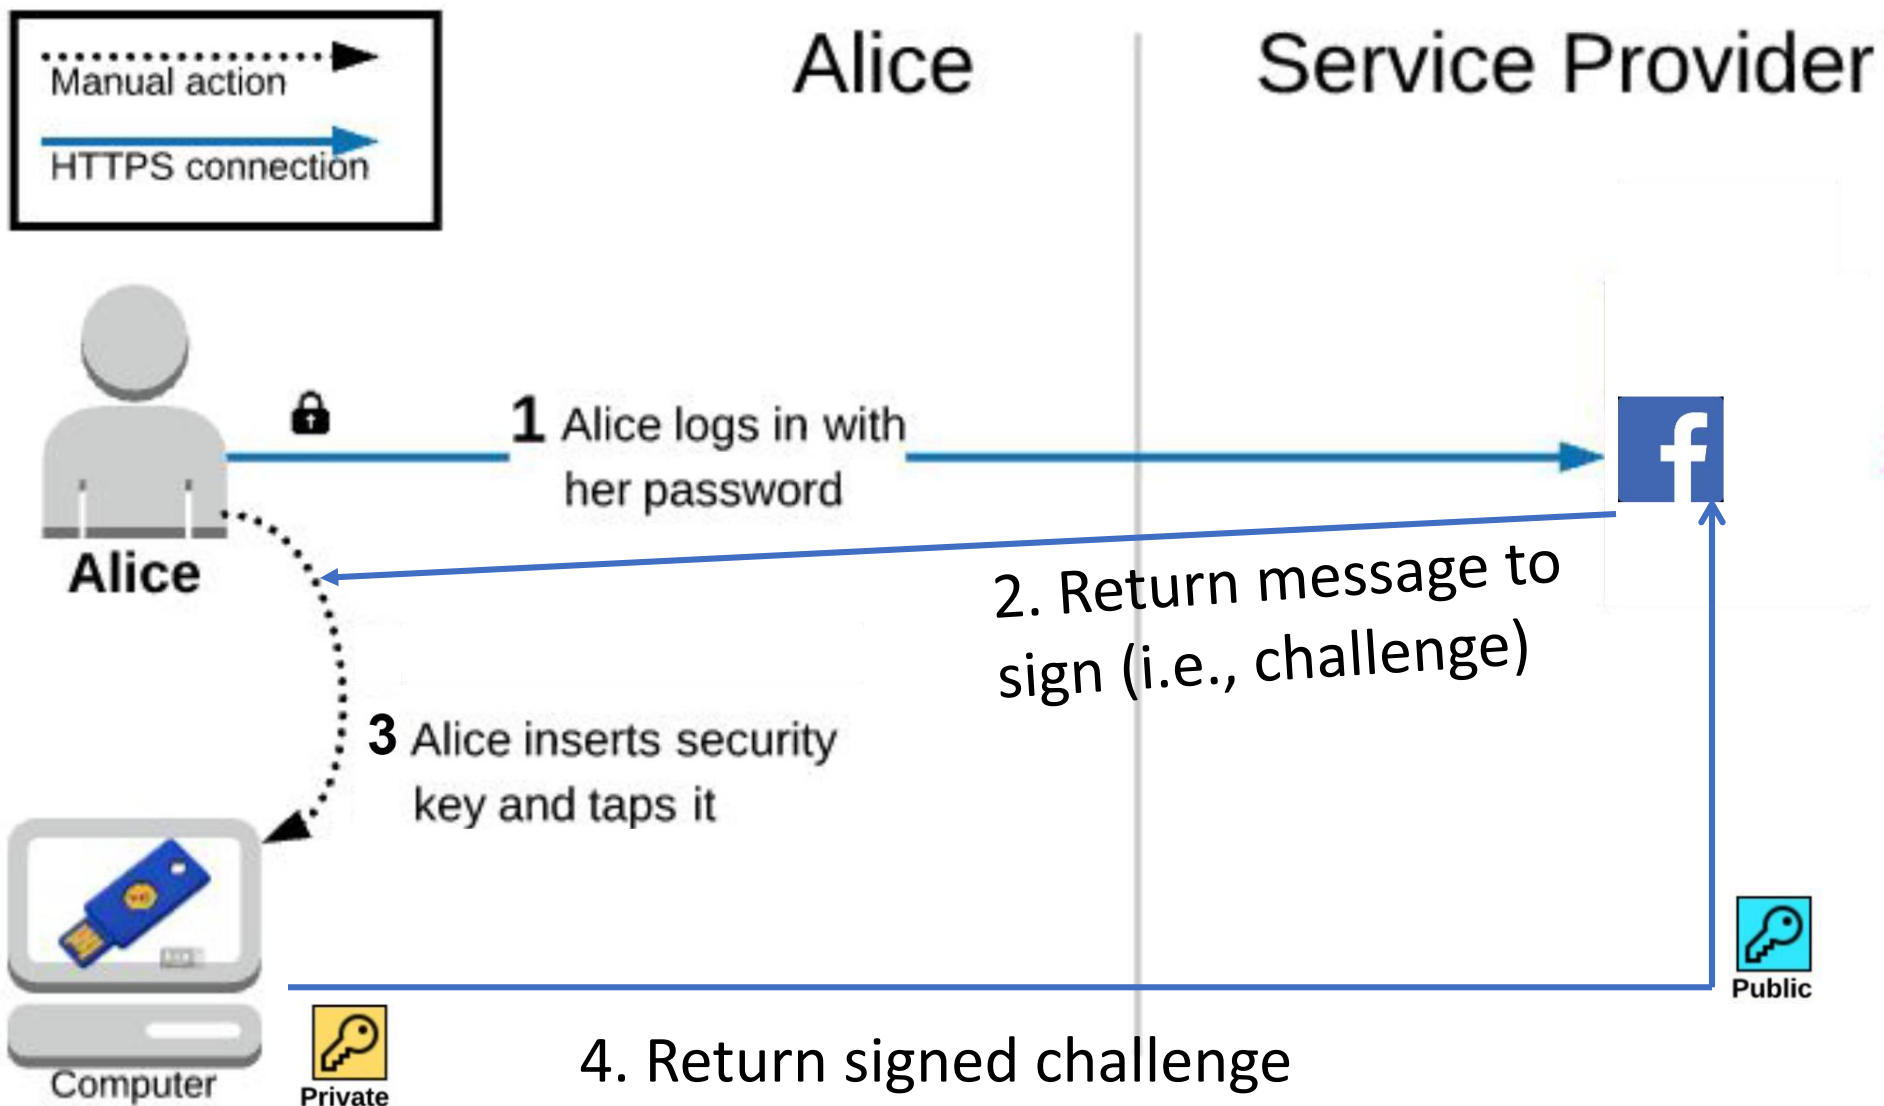 Manual action
HTTPS connection
Alice
Service Provider
1 Alice logs in with
her password
Alice
2. Return message to
sign (i.e., challenge)
3 Alice inserts security
key and taps it
Public
Computer
Private
4. Return signed challenge